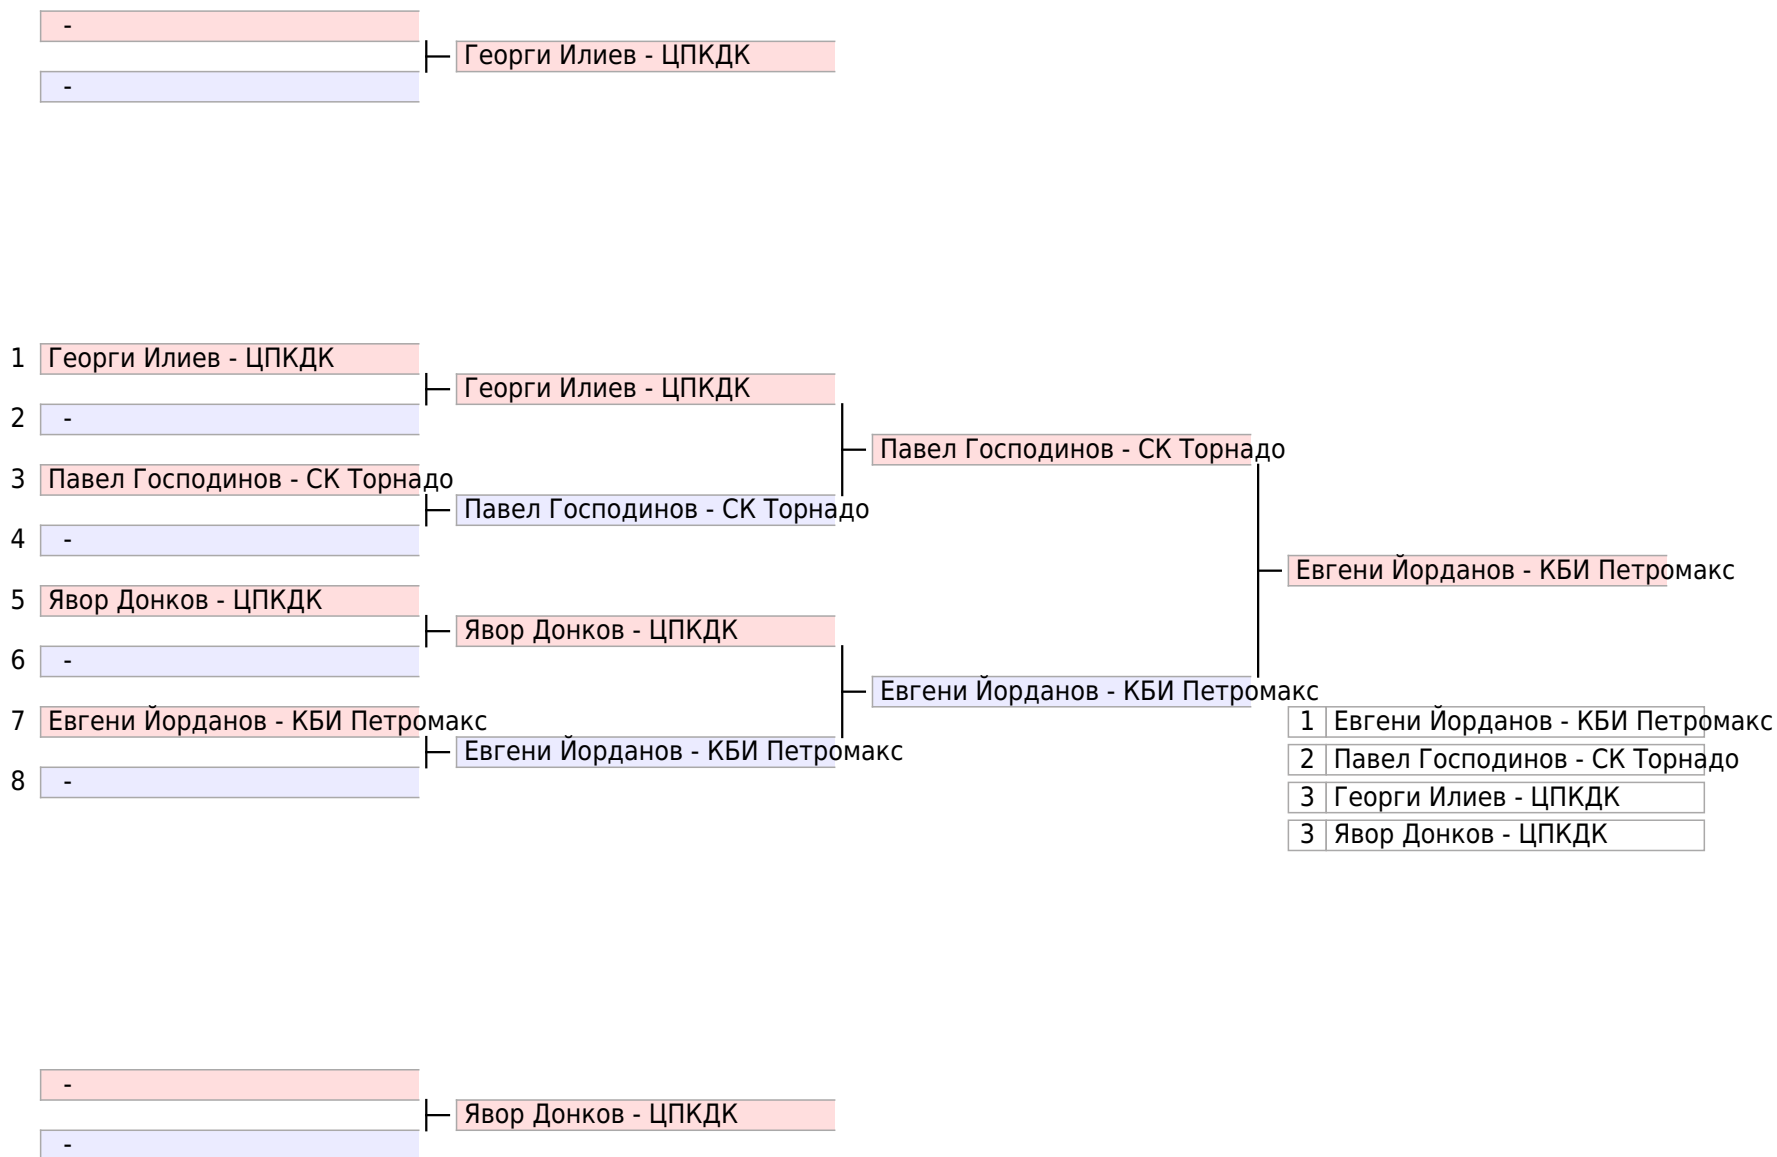 -
Георги Илиев - ЦПКДК
-
1 Георги Илиев - ЦПКДК
Георги Илиев - ЦПКДК
2 -
Павел Господинов - СК Торнадо
3 Павел Господинов - СК Торнадо
Павел Господинов - СК Торнадо
4 -
Евгени Йорданов - КБИ Петромакс
5 Явор Донков - ЦПКДК
Явор Донков - ЦПКДК
6 -
Евгени Йорданов - КБИ Петромакс
7 Евгени Йорданов - КБИ Петромакс
1 Евгени Йорданов - КБИ Петромакс
Евгени Йорданов - КБИ Петромакс
2 Павел Господинов - СК Торнадо
8 -
3 Георги Илиев - ЦПКДК
3 Явор Донков - ЦПКДК
-
Явор Донков - ЦПКДК
-